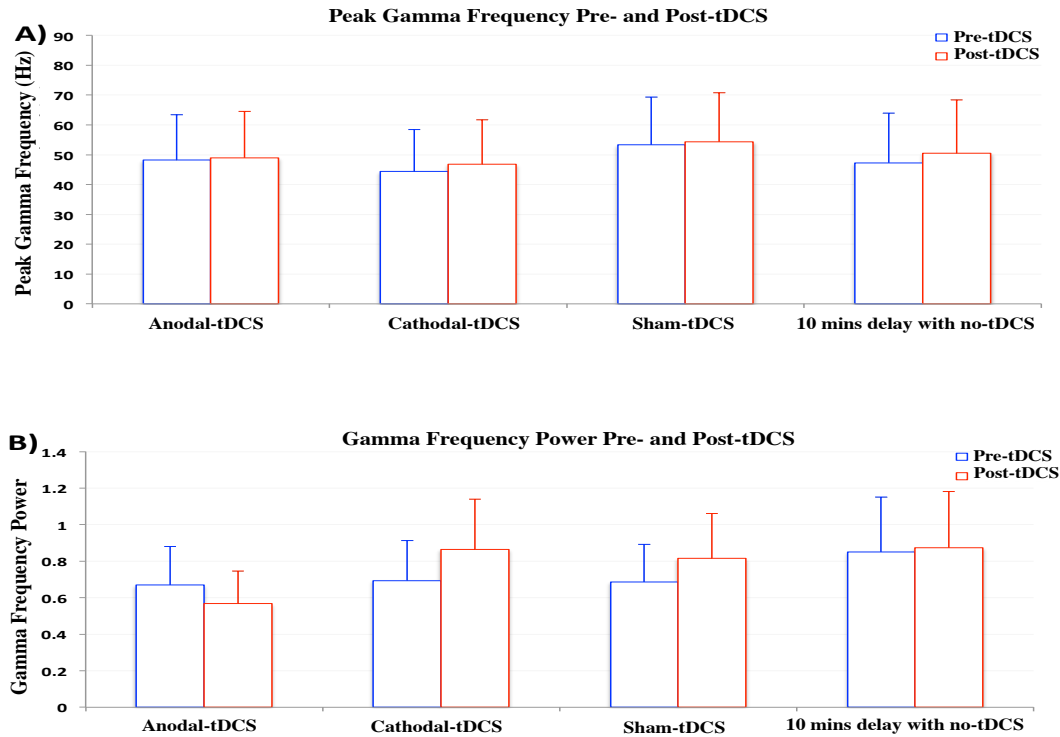 Peak Gamma Frequency Pre- and Post-tDCS
A)
Pre-tDCS
Post-tDCS
Peak Gamma Frequency (Hz)
90
80
70
60
50
40
30
20
10
0
Anodal-tDCS
Cathodal-tDCS
Sham-tDCS
10 mins delay with no-tDCS
B)
Gamma Frequency Power Pre- and Post-tDCS
Pre-tDCS
Post-tDCS
Gamma Frequency Power
1.4
1.2
1
0.8
0.6
0.4
0.2
0
Anodal-tDCS
Cathodal-tDCS
Sham-tDCS
10 mins delay with no-tDCS